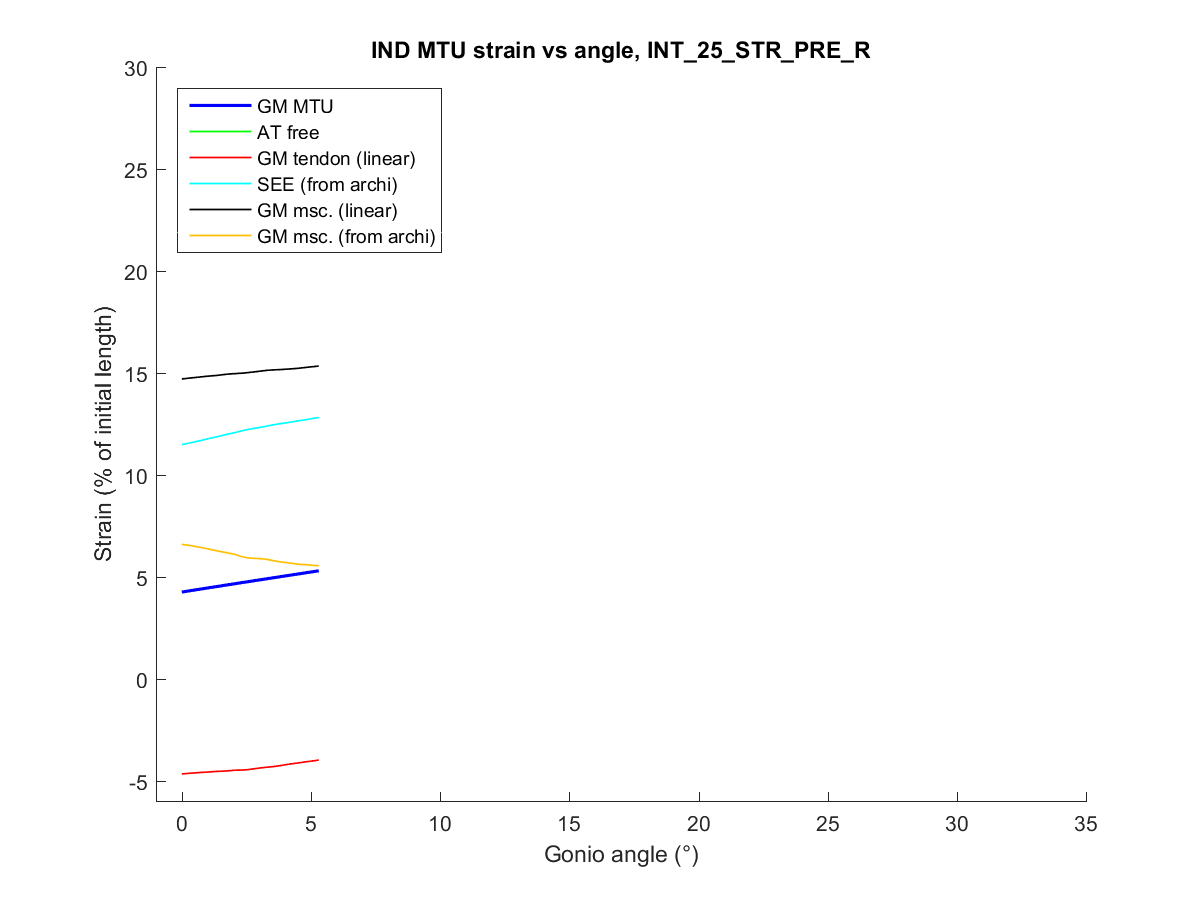 IND MTU strain vs angle, INT_25_STR_PRE_R
30
25
20
15
10
5
0
-5
Strain (% of initial length)
GM MTU
AT free
GM tendon (linear)
SEE (from archi)
GM msc. (linear)
GM msc. (from archi)
0 5 10 15 20 25 30 35
Gonio angle (°)